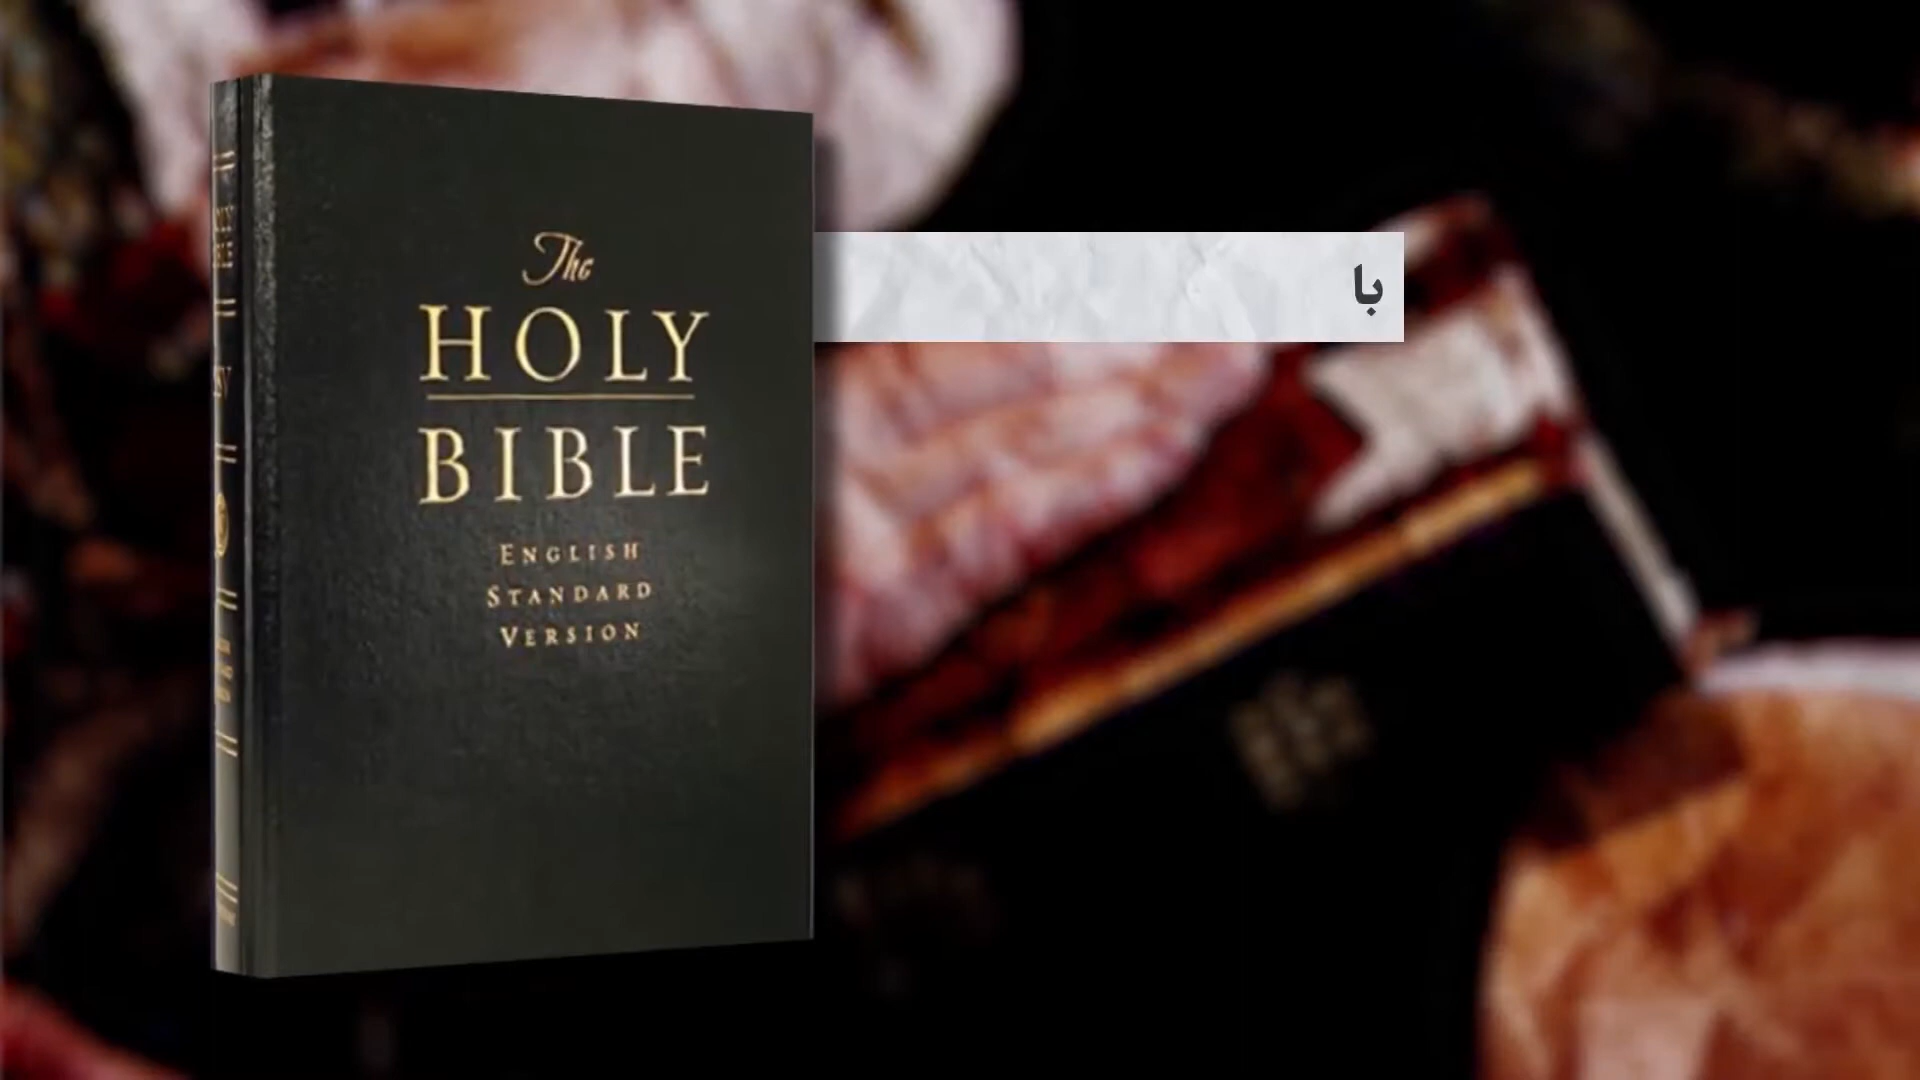 The
HOLY
BIBLE
ENGLISH
STANDARD
VERSION
با